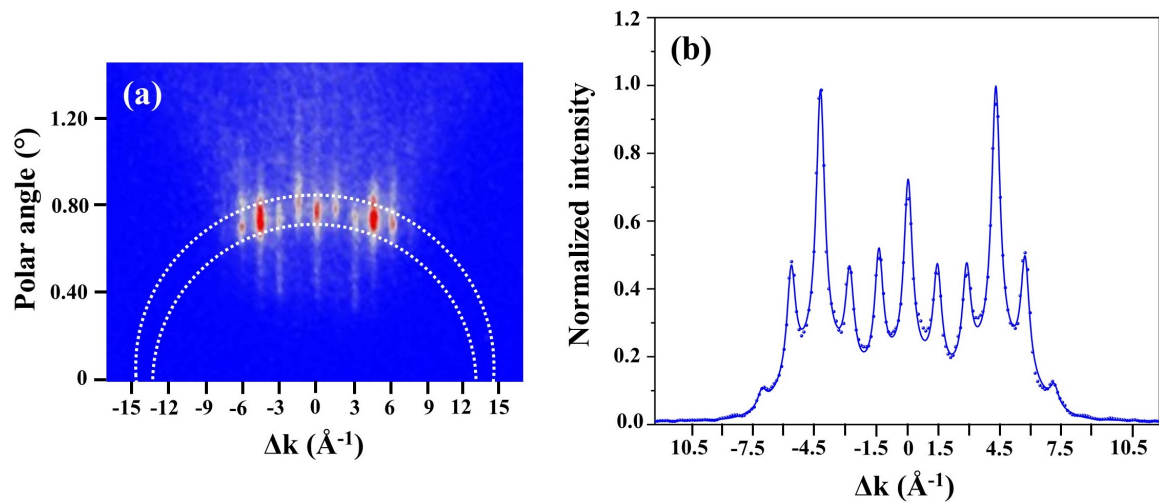 (a)
Polar angle (°)
1.20
0.80
0.40
0
-15 -12 -9 -6 -3 0 3 6 9 12 15
Δk (Å⁻¹)
(b)
Normalized intensity
1.2
1.0
0.8
0.6
0.4
0.2
0.0
10.5 -7.5 -4.5 -1.5 0 1.5 4.5 7.5 10.5
Δk (Å⁻¹)